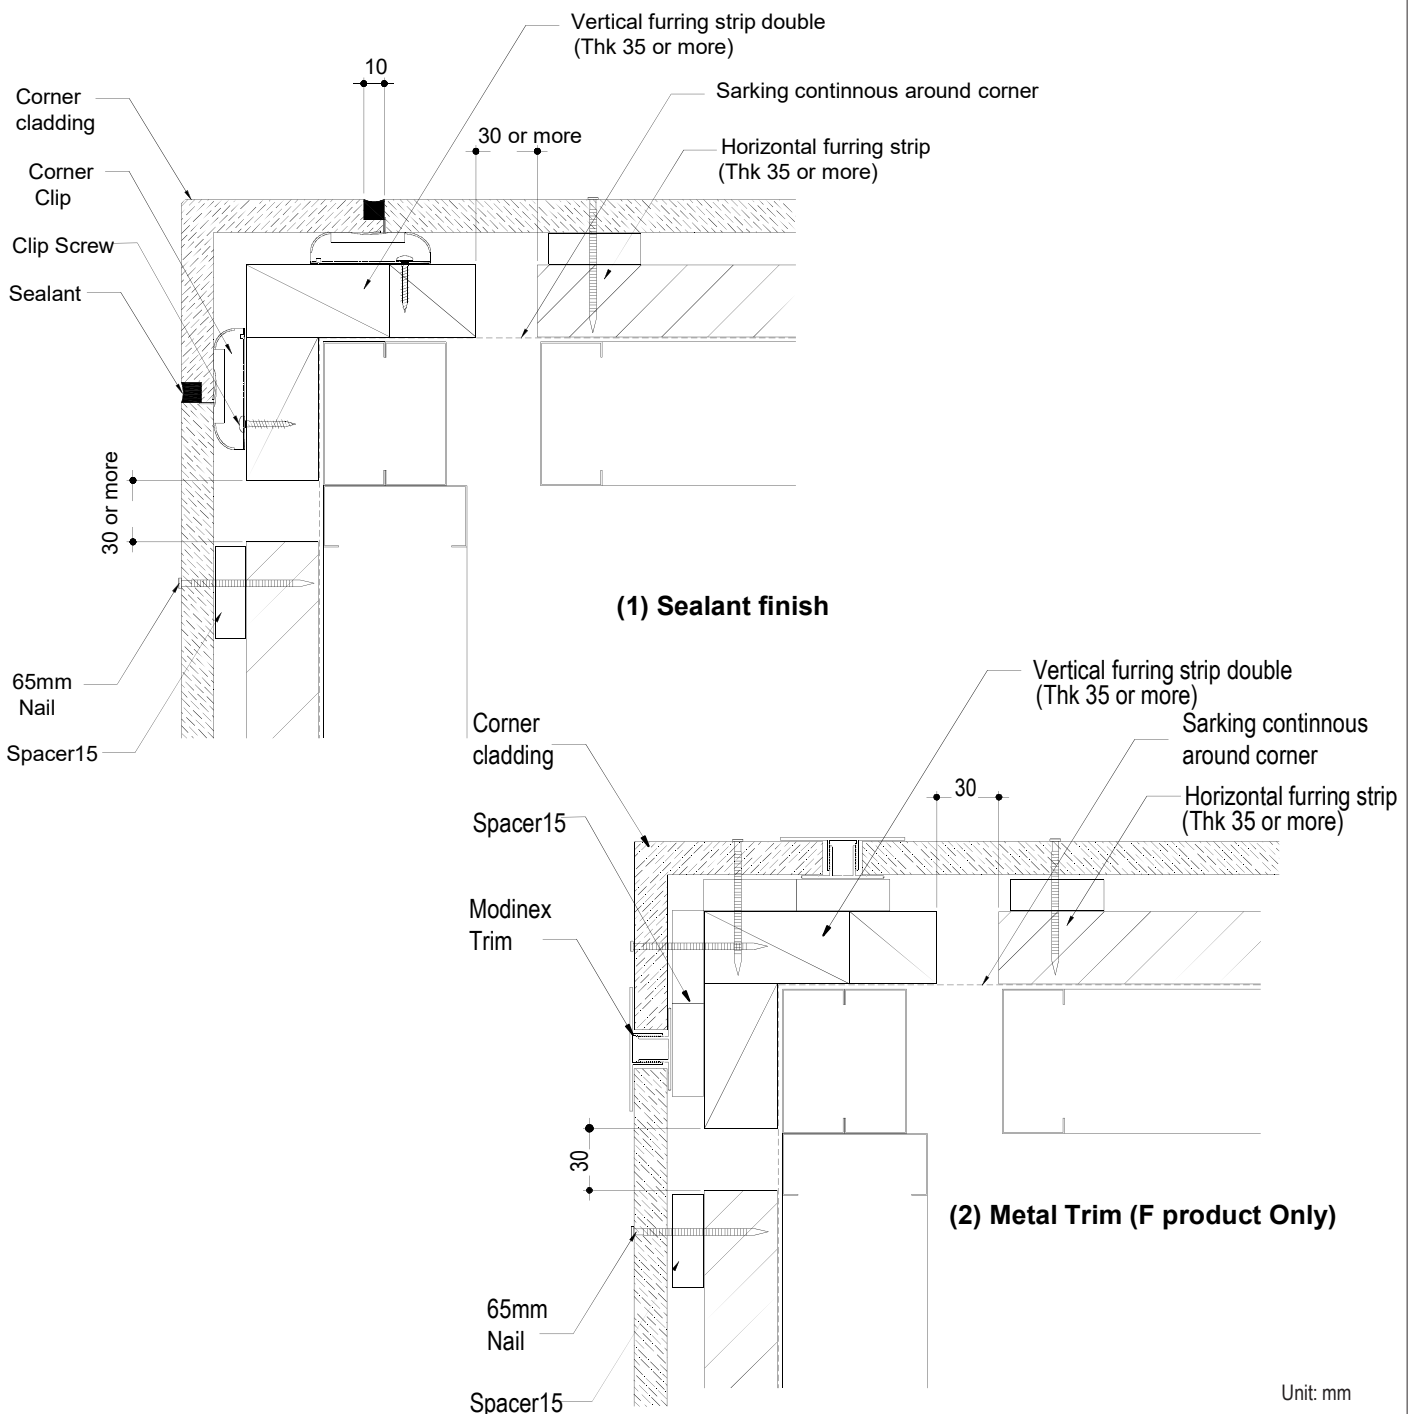 Vertical furring strip double
(Thk 35 or more)
10
Corner
cladding
Sarking continnous around corner
30 or more
Horizontal furring strip
(Thk 35 or more)
Corner
Clip
Clip Screw
Sealant
30 or more
(1) Sealant finish
65mm
Nail
Spacer15
Vertical furring strip double
(Thk 35 or more)
Corner
cladding
Sarking continnous
around corner
30
Horizontal furring strip
(Thk 35 or more)
Spacer15
Modinex
Trim
30
(2) Metal Trim (F product Only)
65mm
Nail
Spacer15
Unit: mm